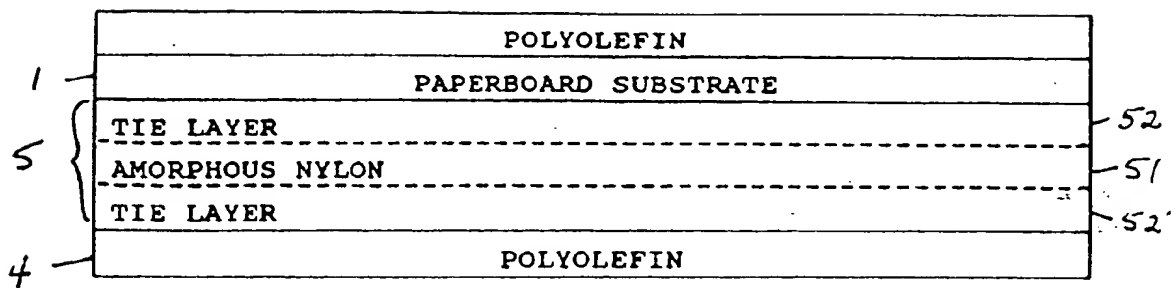 POLYOLEFIN
1 PAPERBOARD SUBSTRATE
TIE LAYER 52
5 AMORPHOUS NYLON 51
TIE LAYER 52'
4 POLYOLEFIN